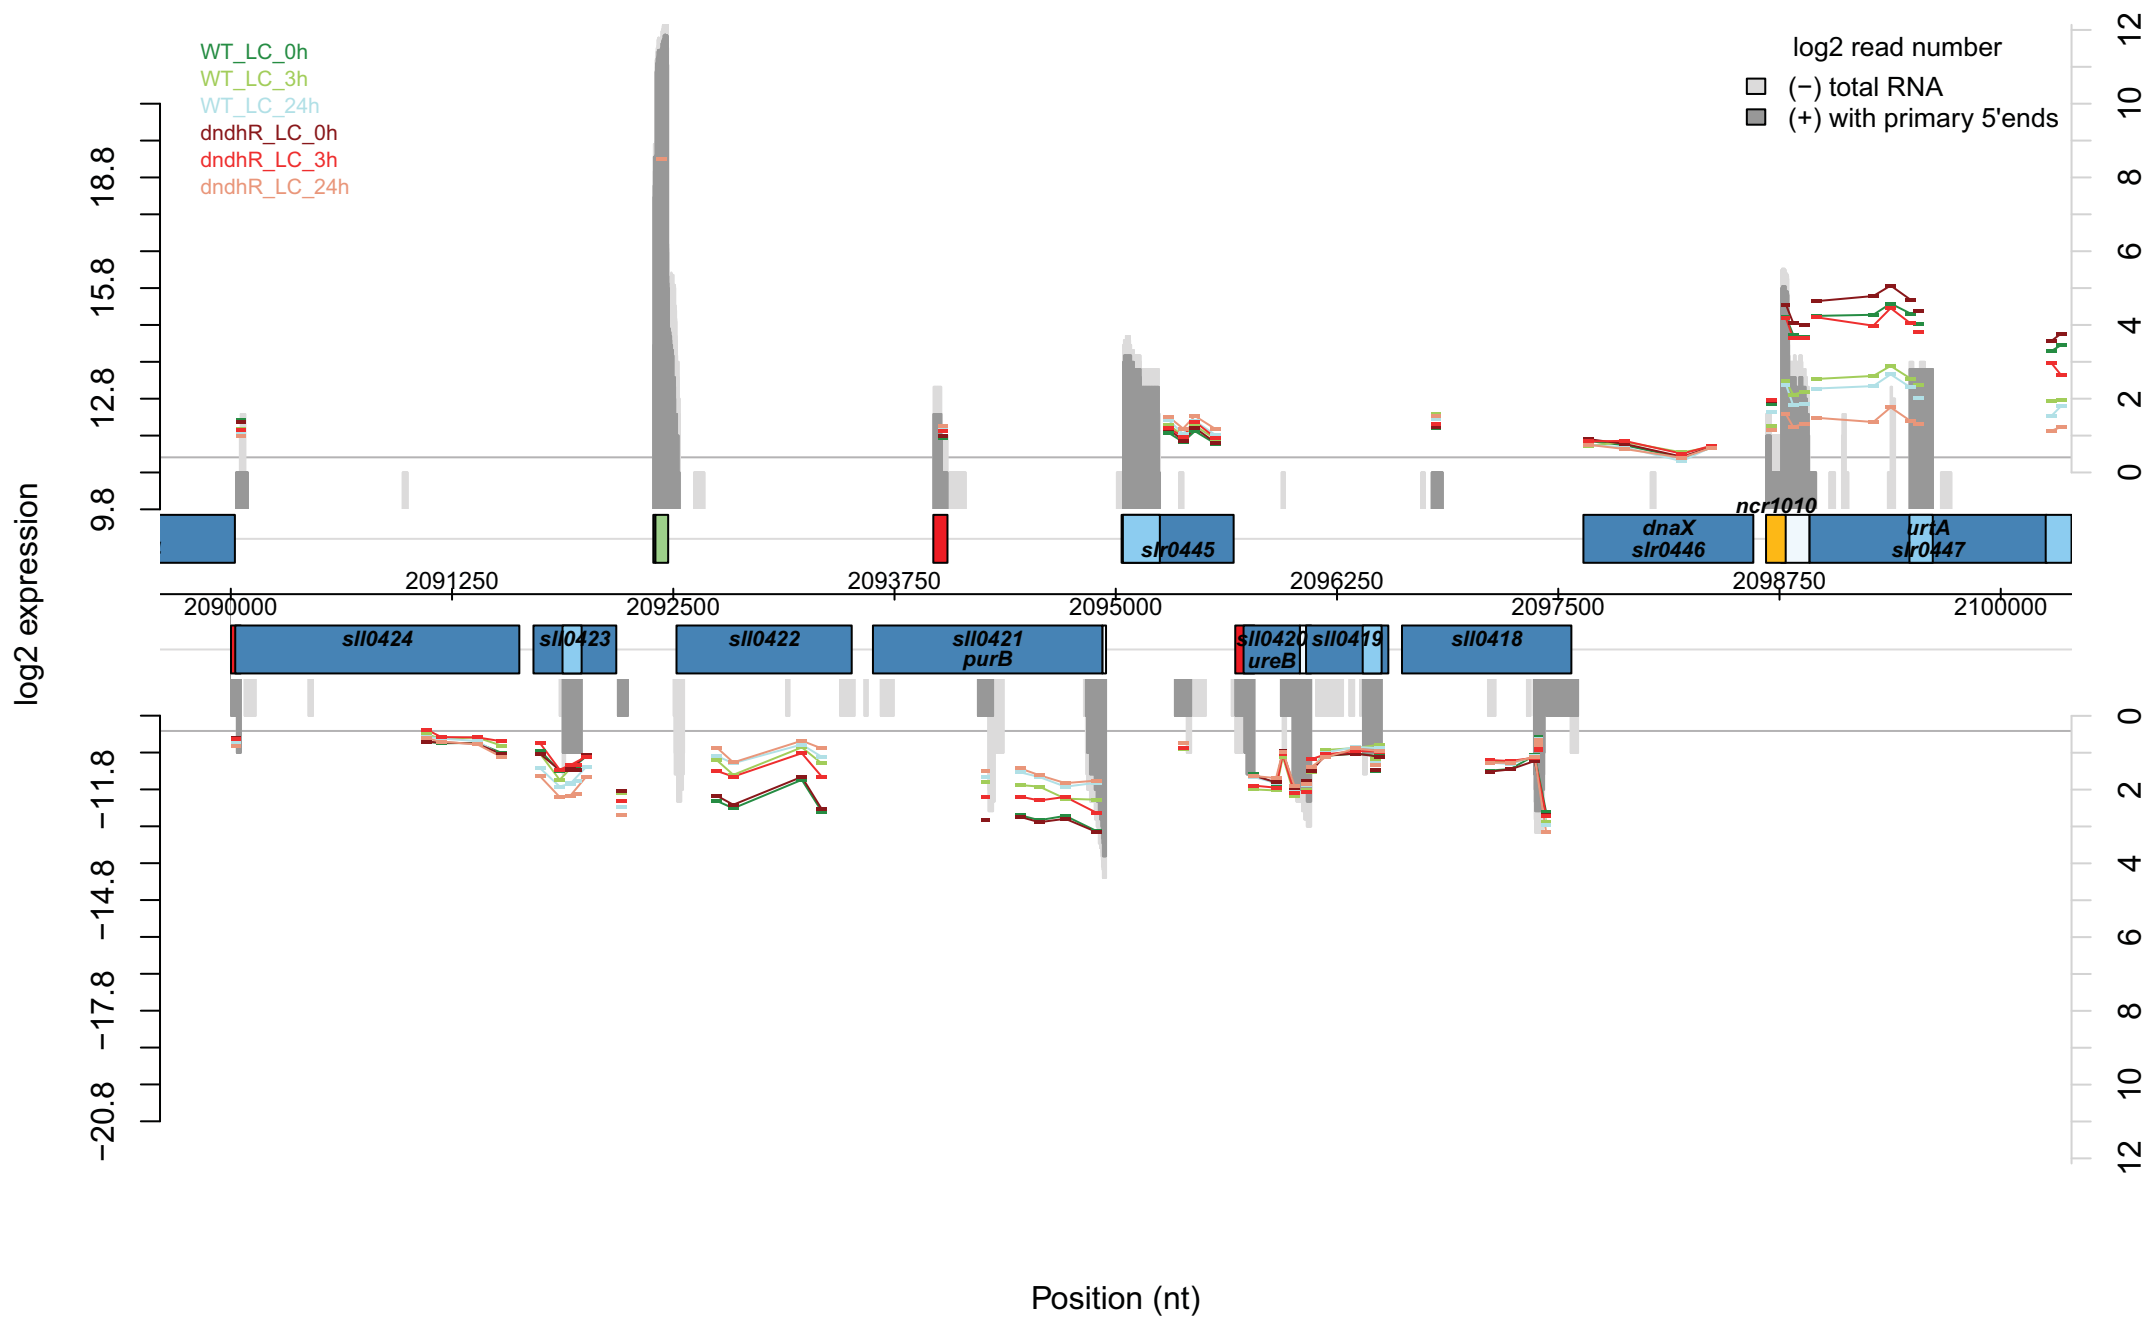 WT_LC_0h
WT_LC_3h
WT_LC_24h
dndhR_LC_0h
dndhR_LC_3h
dndhR_LC_24h
log2 read number
(−) total RNA
(+) with primary 5'ends
12
10
8
6
4
2
0
18.8
15.8
12.8
9.8
log2 expression
ncr1010
slr0445
dnaX
slr0446
urtA
slr0447
2091250
2093750
2096250
2098750
2090000
2092500
2095000
2097500
2100000
sll0424
sll0423
sll0422
sll0421
purB
sll0420
ureB
sll0419
sll0418
−11.8
−14.8
−17.8
−20.8
0
2
4
6
8
10
12
Position (nt)